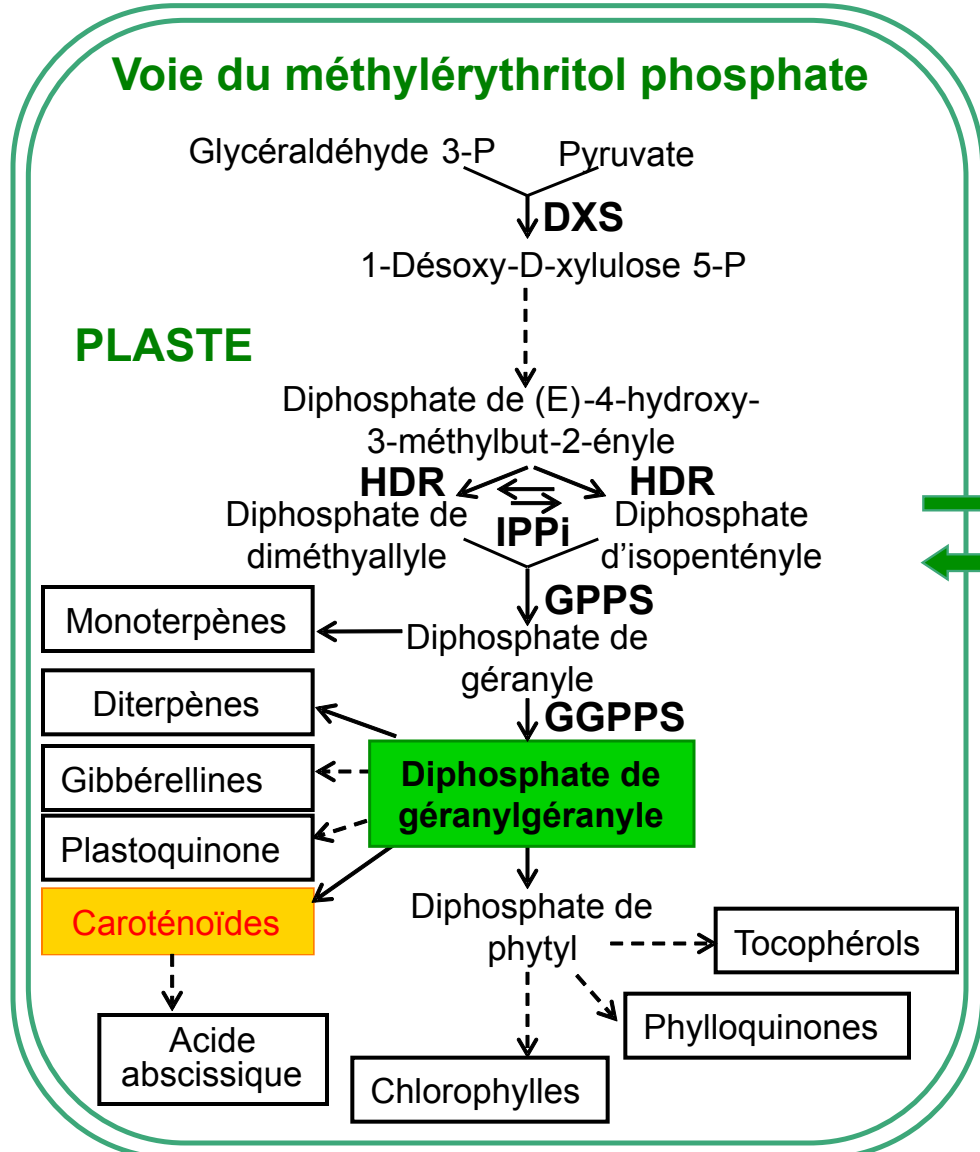 Voie du méthylérythritol phosphate
Glycéraldéhyde 3-P
Pyruvate
DXS
1-Désoxy-D-xylulose 5-P
PLASTE
Diphosphate de (E)-4-hydroxy-
3-méthylbut-2-ényle
HDR
HDR
Diphosphate de
diméthyallyle
IPPi
Diphosphate
d'isopentényle
GPPS
Monoterpènes
Diphosphate de
géranyle
GGPPS
Diterpènes
Gibbérellines
Plastoquinone
Caroténoïdes
Diphosphate de
géranylgéranyle
Diphosphate de
phytyl
Tocophérols
Phylloquinones
Chlorophylles
Acide
abscissique